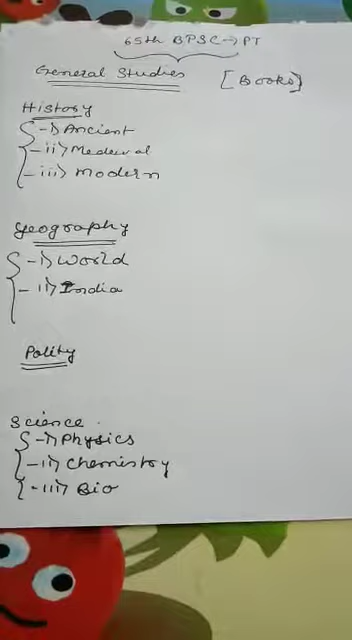 65th BPSC→PT
General Studies [Books]
History
-i> Ancient
-ii> Medeival
-iii> Modern
Geography
-i> World
-ii> India
Polity
Science.
-i> Physics
-ii> Chemistry
-iii> Bio